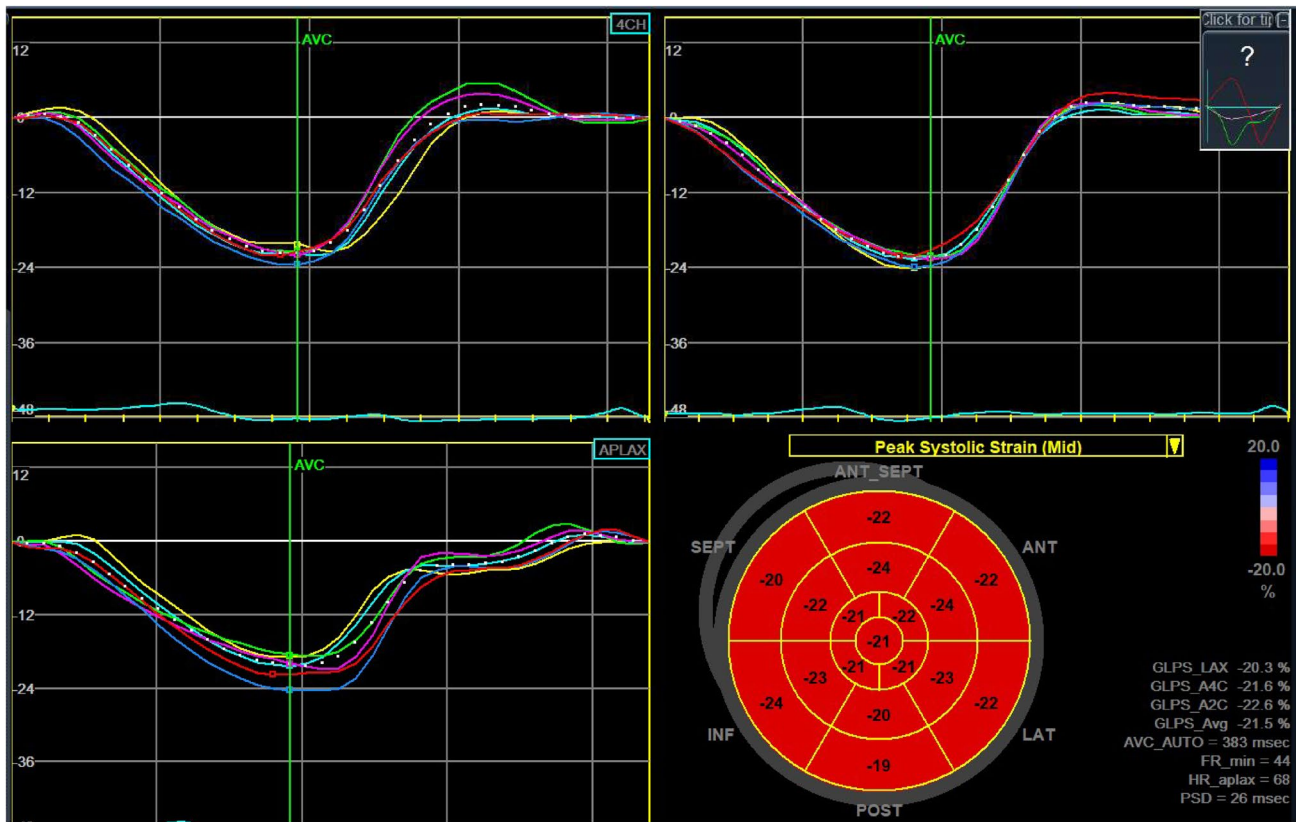 4CH
AVC
12
0
-12
-24
-36
-48
Click for ti
?
AVC
12
0
-12
-24
-36
-48
APLAX
AVC
12
0
-12
-24
-36
Peak Systolic Strain (Mid)
20.0
-20.0
%
ANT_SEPT
SEPT
ANT
INF
LAT
POST
-22
-20
-22
-24
-22
-24
-21
-22
-21
-21
-21
-24
-23
-23
-22
-20
-19
GLPS_LAX -20.3 %
GLPS_A4C -21.6 %
GLPS_A2C -22.6 %
GLPS_Avg -21.5 %
AVC_AUTO = 383 msec
FR_min = 44
HR_aplax = 68
PSD = 26 msec